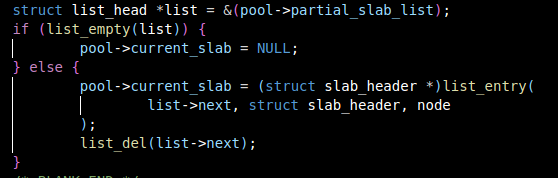 struct list_head *list = &(pool->partial_slab_list);
if (list_empty(list)) {
pool->current_slab = NULL;
} else {
pool->current_slab = (struct slab_header *)list_entry(
list->next, struct slab_header, node
);
list_del(list->next);
}